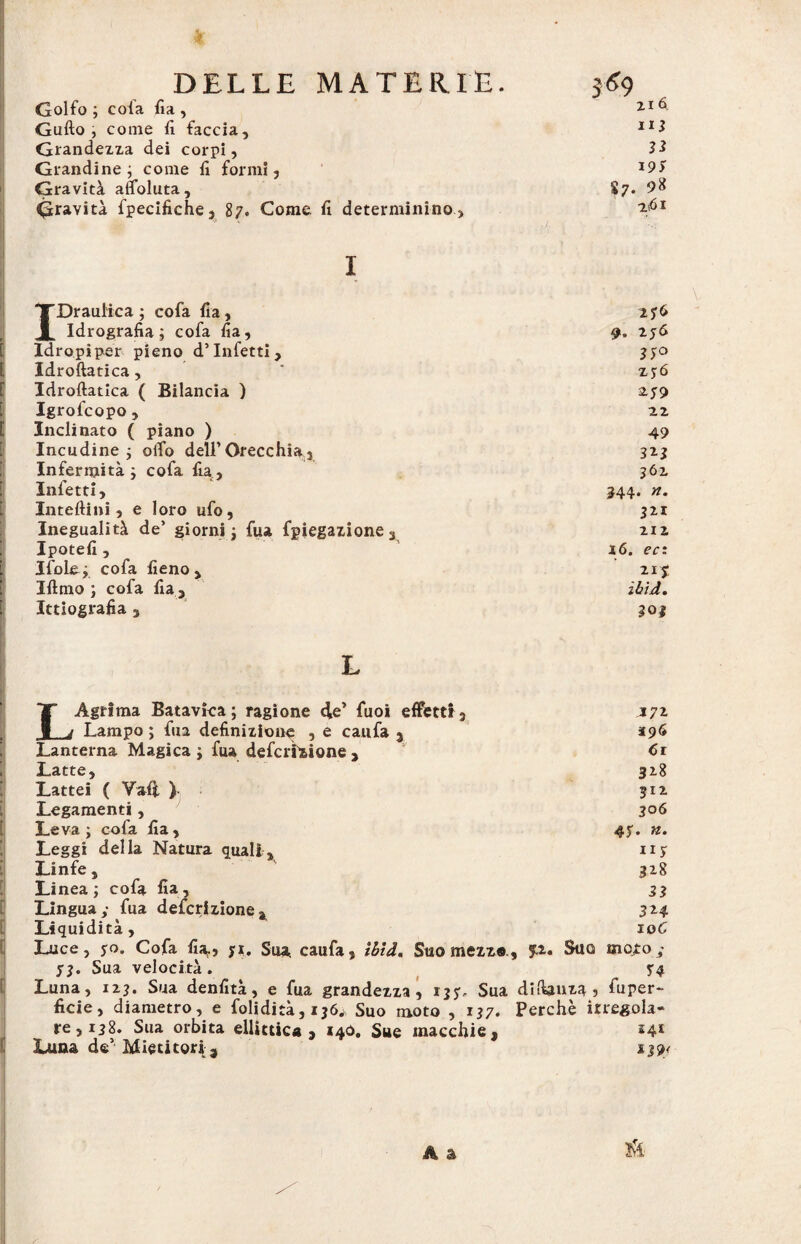 DELLE MATERIE. 369
Golfo; coſa ſia, 216
Guſto, come ſi faccia, 113
Grandezza dei corpi, 33
Grandine; come ſi formi, 195
Gravità aſſoluta, 87. 98
Gravità ſpecifiche, 87. Come ſi determinino, 261
I
IDraulica; coſa ſia, 256
Idrografia; coſa ſia, 9. 256
Idropiper pieno d'Inſetti, 350
Idroſtatica, 256
Idroſtatica ( Bilancia ) 259
Igroſcopo, 22
Inclinato ( piano ) 49
Incudine; oſſo dell'Orecchia, 323
Infermità; coſa ſia, 362
Inſetti, 344. n.
Inteſtini, e loro uſo, 321
Inegualità de' giorni; ſua ſpiegazione, 212
Ipoteſi, 16. ec:
Iſole; coſa ſieno, 215
Iſtmo; coſa ſia, ibid.
Ittiografia, 303
L
LAgrima Batavica; ragione de' ſuoi effetti, 172
Lampo; ſua definizione, e cauſa, 196
Lanterna Magica; ſua deſcrizione, 61
Latte, 328
Lattei ( Vaſi ). 312
Legamenti, 306
Leva; coſa ſia, 45. n.
Leggi della Natura quali, 115
Linfe, 328
Linea; coſa ſia, 33
Lingua; ſua deſcrizione, 324
Liquidità, 106
Luce, 50. Coſa ſia, 51. Sua cauſa, ibid. Suo mezzo, 52. Suo moto;
53. Sua velocità. 54
Luna, 123. Sua denſità, e ſua grandezza, 135. Sua diſtanza, ſuper-
ficie, diametro, e ſolidità, 136. Suo moto, 137. Perchè irregola-
re, 138. Sua orbita ellittica, 140. Sue macchie, 141
Luna de' Mietitori, 139
A a M